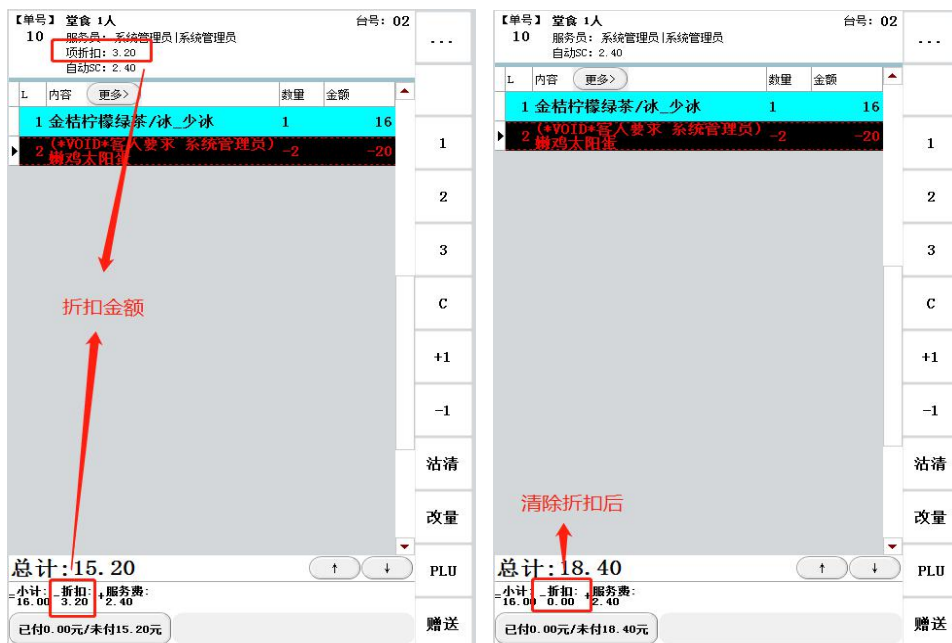 【单号】 堂食 1人 台号: 02
10 服务员: 系统管理员|系统管理员
项折扣: 3.20
自动SC: 2.40
...
L 内容 更多> 数量 金额
1 金桔柠檬绿茶/冰_少冰 1 16
2 (*VOID*客人要求 系统管理员) -2 -20
嫩鸡太阳蛋
1
2
3
C
+1
-1
沽清
改量
PLU
赠送
折扣金额
总计:15.20 ↑ ↓
=小计: -折扣: +服务费:
16.00 3.20 2.40
已付0.00元/未付15.20元
【单号】 堂食 1人 台号: 02
10 服务员: 系统管理员|系统管理员
自动SC: 2.40
...
L 内容 更多> 数量 金额
1 金桔柠檬绿茶/冰_少冰 1 16
2 (*VOID*客人要求 系统管理员) -2 -20
嫩鸡太阳蛋
1
2
3
C
+1
-1
沽清
改量
PLU
赠送
清除折扣后
总计:18.40 ↑ ↓
=小计: -折扣: +服务费:
16.00 0.00 2.40
已付0.00元/未付18.40元